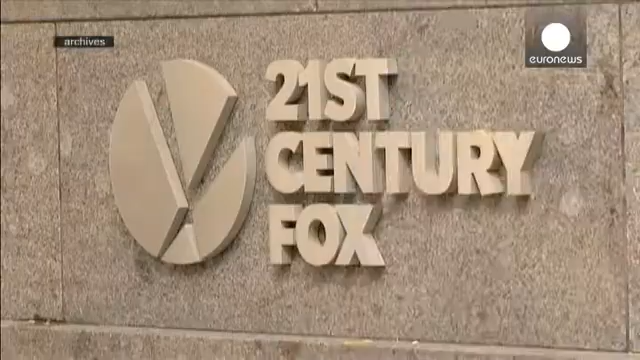 archives
euronews
21ST
CENTURY
FOX